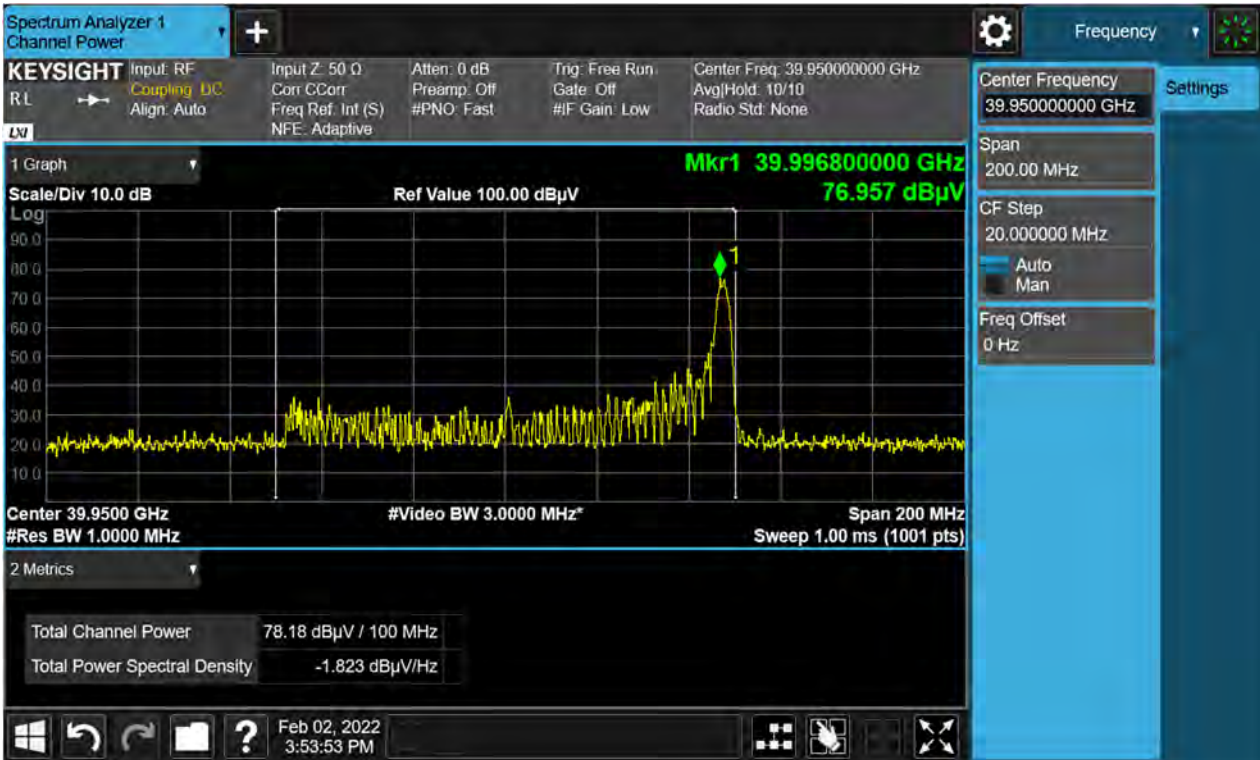 Spectrum Analyzer 1
Channel Power
+
Frequency
KEYSIGHT
Input: RF
Coupling: DC
Align: Auto
Input Z: 50 Ω
Corr CCorr
Freq Ref: Int (S)
NFE: Adaptive
Atten: 0 dB
Preamp: Off
#PNO: Fast
Trig: Free Run
Gate: Off
#IF Gain: Low
Center Freq: 39.950000000 GHz
Avg|Hold: 10/10
Radio Std: None
R L
LXI
Center Frequency
39.950000000 GHz
Settings
Span
200.00 MHz
CF Step
20.000000 MHz
Auto
Man
Freq Offset
0 Hz
1 Graph
Mkr1 39.996800000 GHz
76.957 dBµV
Scale/Div 10.0 dB
Ref Value 100.00 dBµV
Log
90.0
80.0
70.0
60.0
50.0
40.0
30.0
20.0
10.0
1
Center 39.9500 GHz
#Video BW 3.0000 MHz*
Span 200 MHz
#Res BW 1.0000 MHz
Sweep 1.00 ms (1001 pts)
2 Metrics
Total Channel Power
78.18 dBµV / 100 MHz
Total Power Spectral Density
-1.823 dBµV/Hz
?
Feb 02, 2022
3:53:53 PM